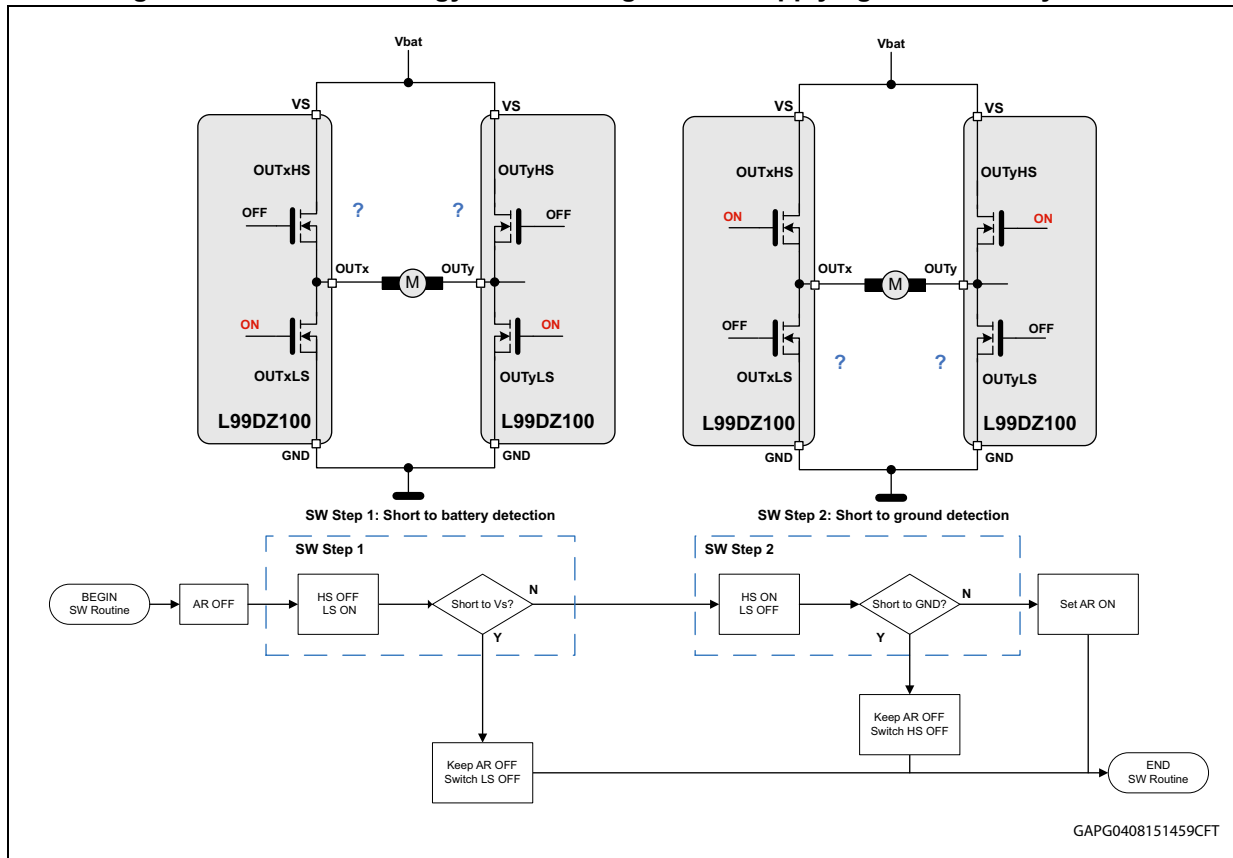 Vbat
VS
VS
OUTxHS
OUTyHS
OFF
?
?
OFF
OUTx
OUTy
M
ON
ON
OUTxLS
OUTyLS
L99DZ100
L99DZ100
GND
GND
SW Step 1: Short to battery detection
Vbat
VS
VS
OUTxHS
OUTyHS
ON
ON
OUTx
OUTy
M
OFF
OFF
?
?
OUTxLS
OUTyLS
L99DZ100
L99DZ100
GND
GND
SW Step 2: Short to ground detection
SW Step 1
SW Step 2
BEGIN
SW Routine
AR OFF
HS OFF
LS ON
Short to Vs?
N
Y
HS ON
LS OFF
Short to GND?
N
Y
Set AR ON
Keep AR OFF
Switch HS OFF
Keep AR OFF
Switch LS OFF
END
SW Routine
GAPG0408151459CFT